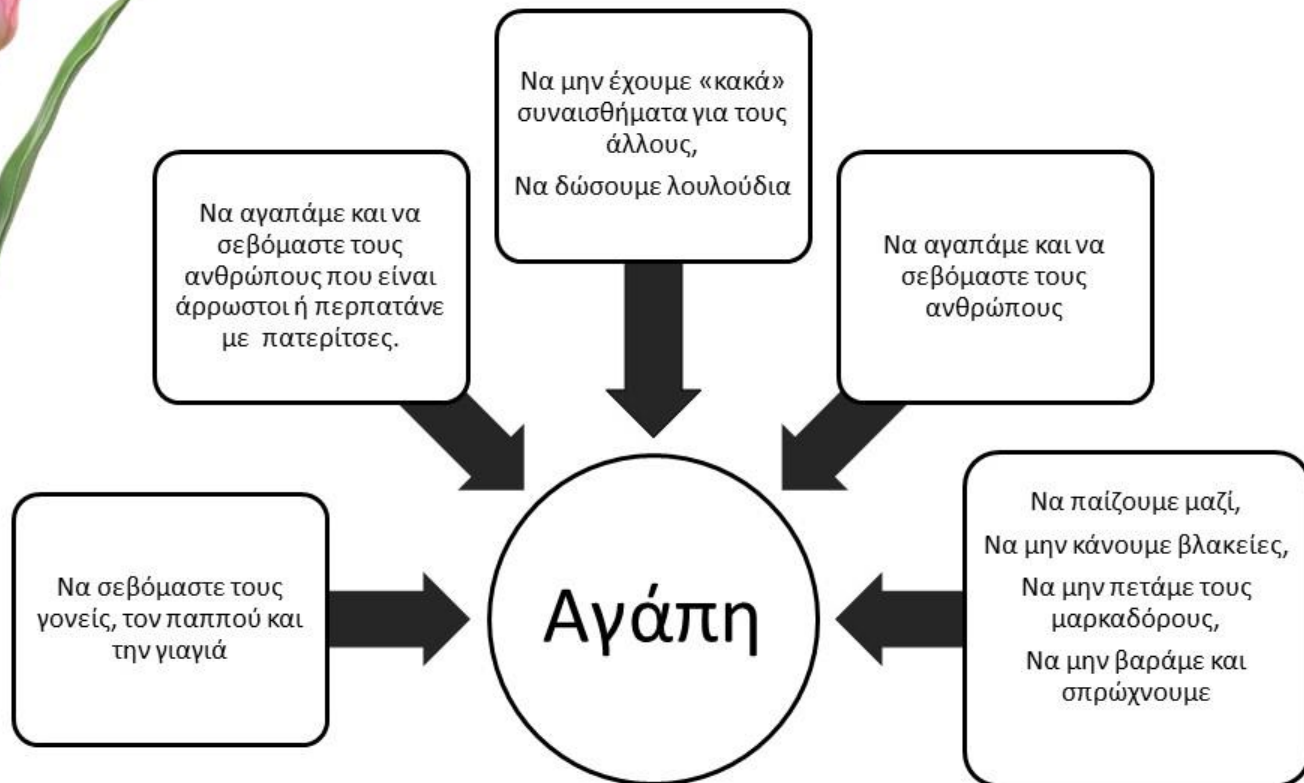 Να μην έχουμε «κακά»
συναισθήματα για τους
άλλους,
Να δώσουμε λουλούδια
Να αγαπάμε και να
σεβόμαστε τους
ανθρώπους που είναι
άρρωστοι ή περπατάνε
με πατερίτσες.
Να αγαπάμε και να
σεβόμαστε τους
ανθρώπους
Να σεβόμαστε τους
γονείς, τον παππού και
την γιαγιά
Αγάπη
Να παίζουμε μαζί,
Να μην κάνουμε βλακείες,
Να μην πετάμε τους
μαρκαδόρους,
Να μην βαράμε και
σπρώχνουμε